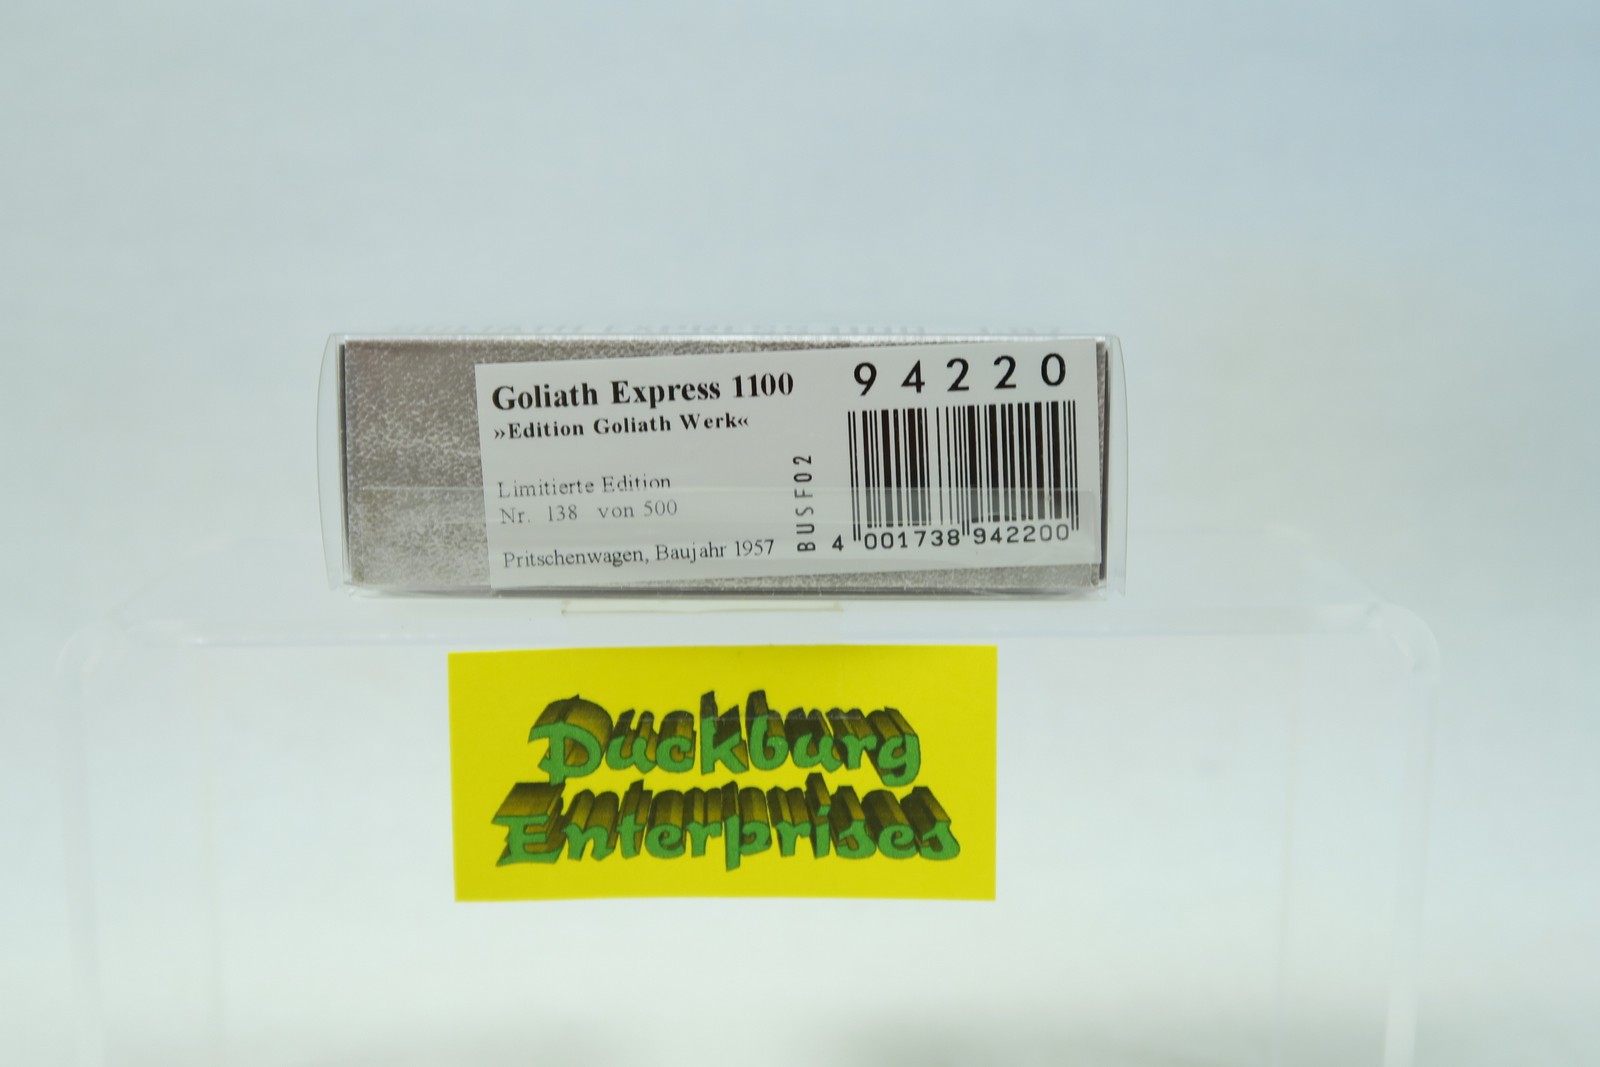 Goliath Express 1100
»Edition Goliath Werk«
Limitierte Edition
Nr. 138 von 500
Pritschenwagen, Baujahr 1957
BUSF02
94220
4 001738 942200
Duckburg
Enterprises